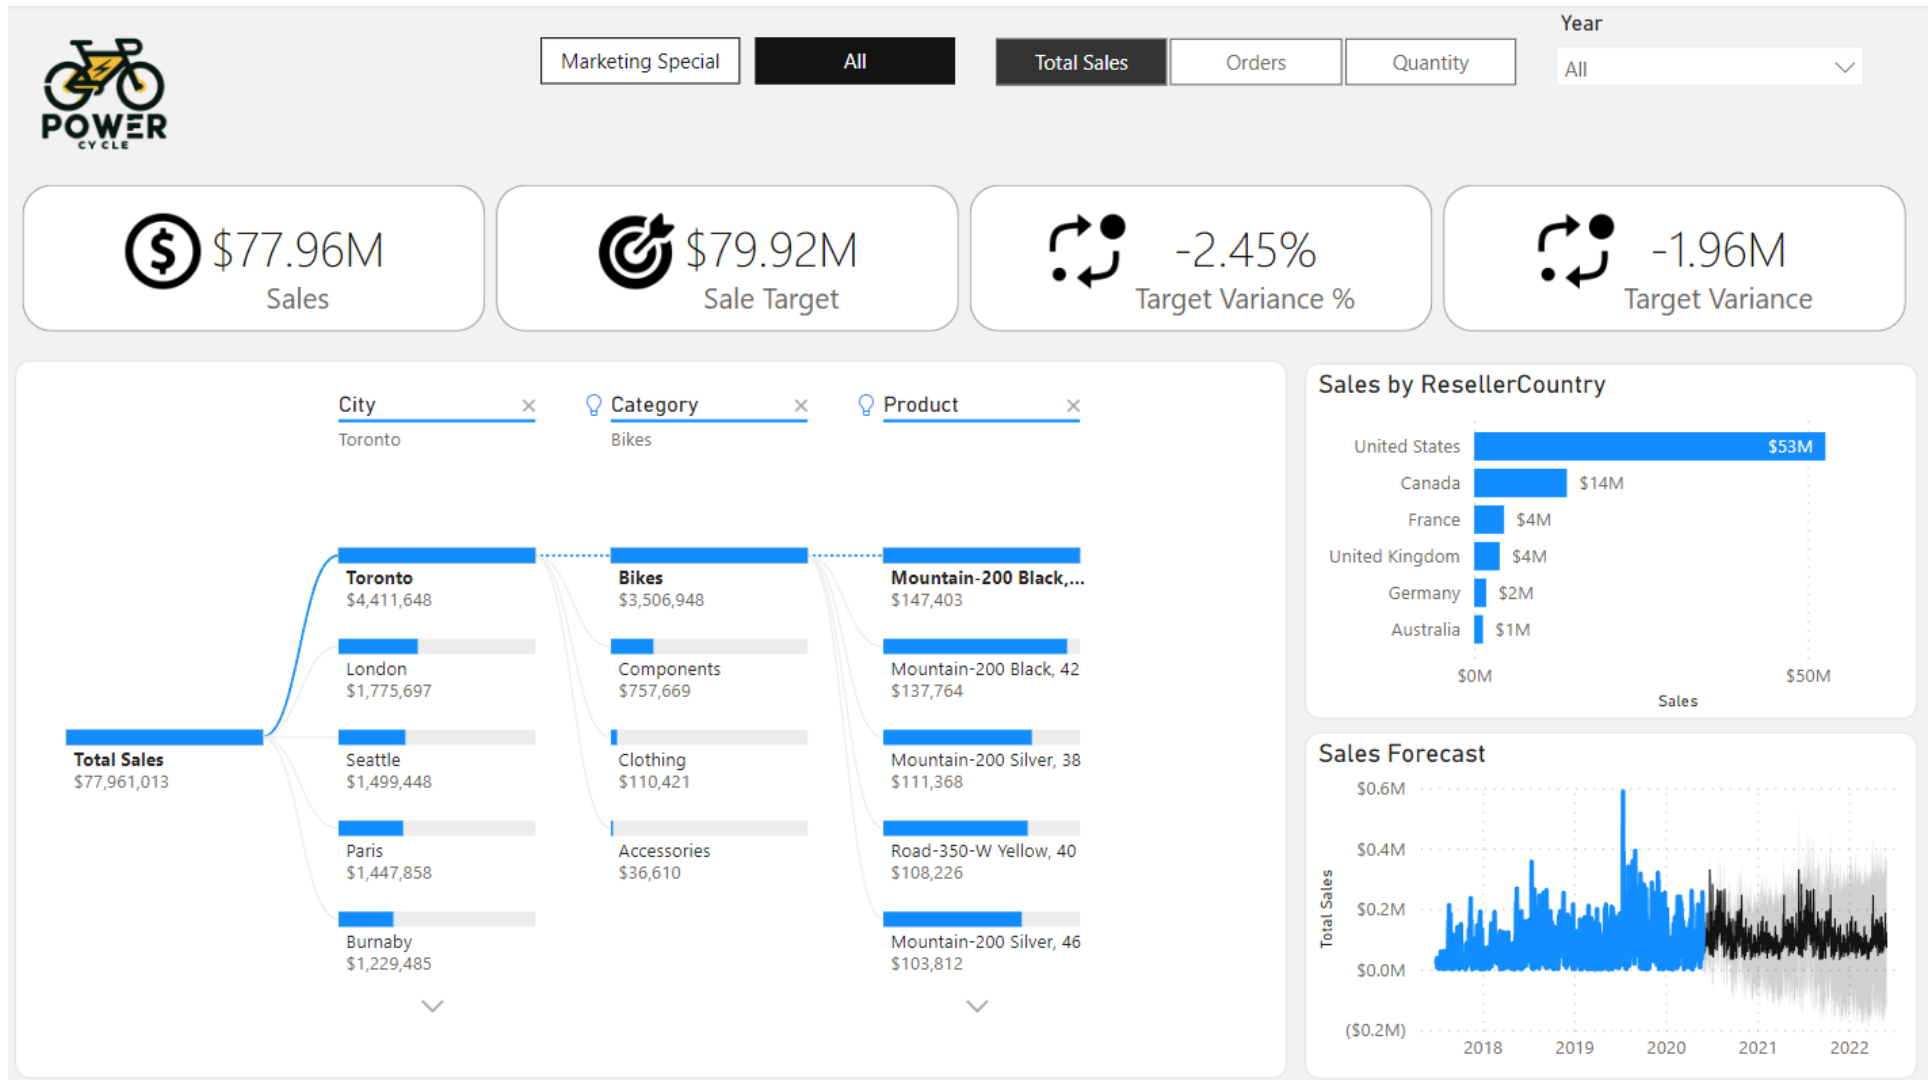 POWER
CYCLE
Marketing Special
All
Total Sales
Orders
Quantity
Year
All
$77.96M
Sales
$79.92M
Sale Target
-2.45%
Target Variance %
-1.96M
Target Variance
City
Toronto
Category
Bikes
Product
Total Sales
$77,961,013
Toronto
$4,411,648
London
$1,775,697
Seattle
$1,499,448
Paris
$1,447,858
Burnaby
$1,229,485
Bikes
$3,506,948
Components
$757,669
Clothing
$110,421
Accessories
$36,610
Mountain-200 Black,...
$147,403
Mountain-200 Black, 42
$137,764
Mountain-200 Silver, 38
$111,368
Road-350-W Yellow, 40
$108,226
Mountain-200 Silver, 46
$103,812
Sales by ResellerCountry
United States
$53M
Canada
$14M
France
$4M
United Kingdom
$4M
Germany
$2M
Australia
$1M
$0M
$50M
Sales
Sales Forecast
Total Sales
$0.6M
$0.4M
$0.2M
$0.0M
($0.2M)
2018
2019
2020
2021
2022